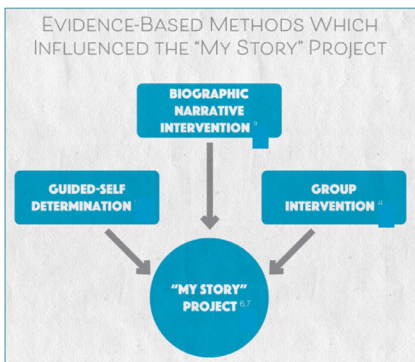 EVIDENCE-BASED METHODS WHICH
INFLUENCED THE “MY STORY” PROJECT
BIOGRAPHIC
NARRATIVE
INTERVENTION 9
GUIDED-SELF
DETERMINATION
GROUP
INTERVENTION
“MY STORY”
PROJECT 6,7